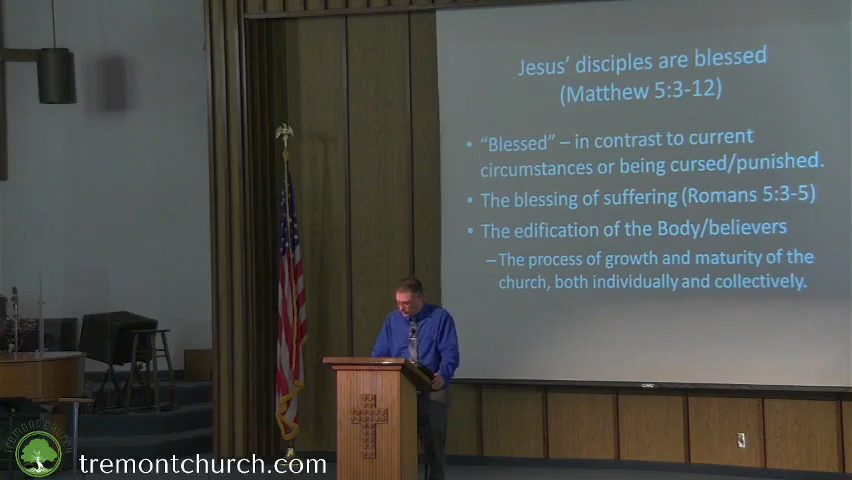 Jesus’ disciples are blessed
(Matthew 5:3-12)
• “Blessed” – in contrast to current
circumstances or being cursed/punished.
• The blessing of suffering (Romans 5:3-5)
• The edification of the Body/believers
– The process of growth and maturity of the
church, both individually and collectively.
TREMONT CHURCH
tremontchurch.com